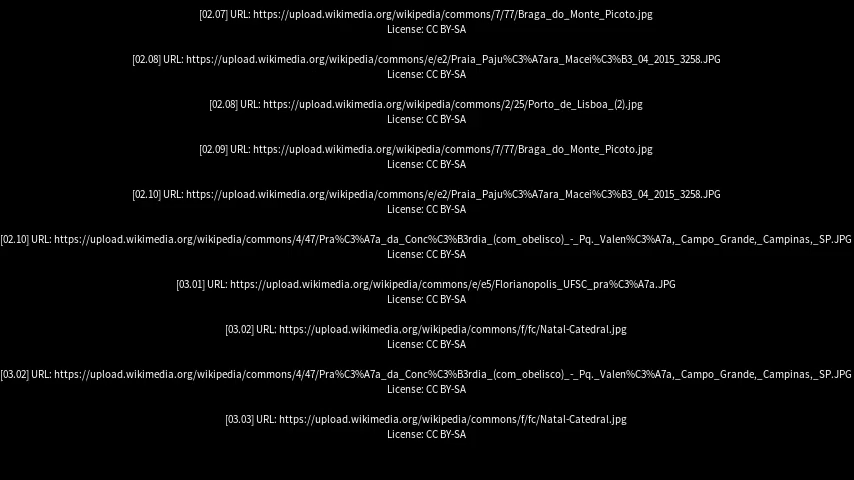 [02.07] URL: https://upload.wikimedia.org/wikipedia/commons/7/77/Braga_do_Monte_Picoto.jpg
License: CC BY-SA
[02.08] URL: https://upload.wikimedia.org/wikipedia/commons/e/e2/Praia_Paju%C3%A7ara_Macei%C3%B3_04_2015_3258.JPG
License: CC BY-SA
[02.08] URL: https://upload.wikimedia.org/wikipedia/commons/2/25/Porto_de_Lisboa_(2).jpg
License: CC BY-SA
[02.09] URL: https://upload.wikimedia.org/wikipedia/commons/7/77/Braga_do_Monte_Picoto.jpg
License: CC BY-SA
[02.10] URL: https://upload.wikimedia.org/wikipedia/commons/e/e2/Praia_Paju%C3%A7ara_Macei%C3%B3_04_2015_3258.JPG
License: CC BY-SA
[02.10] URL: https://upload.wikimedia.org/wikipedia/commons/4/47/Pra%C3%A7a_da_Conc%C3%B3rdia_(com_obelisco)_-_Pq._Valen%C3%A7a,_Campo_Grande,_Campinas,_SP.JPG
License: CC BY-SA
[03.01] URL: https://upload.wikimedia.org/wikipedia/commons/e/e5/Florianopolis_UFSC_pra%C3%A7a.JPG
License: CC BY-SA
[03.02] URL: https://upload.wikimedia.org/wikipedia/commons/f/fc/Natal-Catedral.jpg
License: CC BY-SA
[03.02] URL: https://upload.wikimedia.org/wikipedia/commons/4/47/Pra%C3%A7a_da_Conc%C3%B3rdia_(com_obelisco)_-_Pq._Valen%C3%A7a,_Campo_Grande,_Campinas,_SP.JPG
License: CC BY-SA
[03.03] URL: https://upload.wikimedia.org/wikipedia/commons/f/fc/Natal-Catedral.jpg
License: CC BY-SA